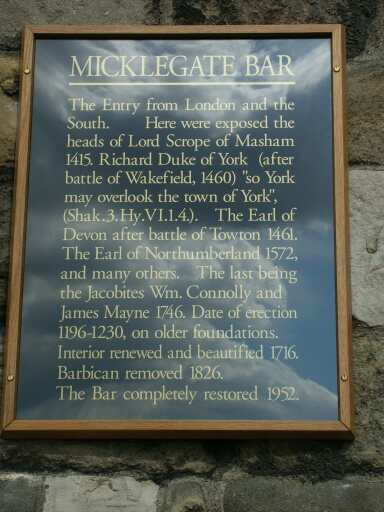 MICKLEGATE BAR
The Entry from London and the
South. Here were exposed the
heads of Lord Scrope of Masham
1415. Richard Duke of York (after
battle of Wakefield, 1460) "so York
may overlook the town of York",
(Shak.3.Hy.VI.1.4.). The Earl of
Devon after battle of Towton 1461.
The Earl of Northumberland 1572,
and many others. The last being
the Jacobites Wm. Connolly and
James Mayne 1746. Date of erection
1196-1230, on older foundations.
Interior renewed and beautified 1716.
Barbican removed 1826.
The Bar completely restored 1952.